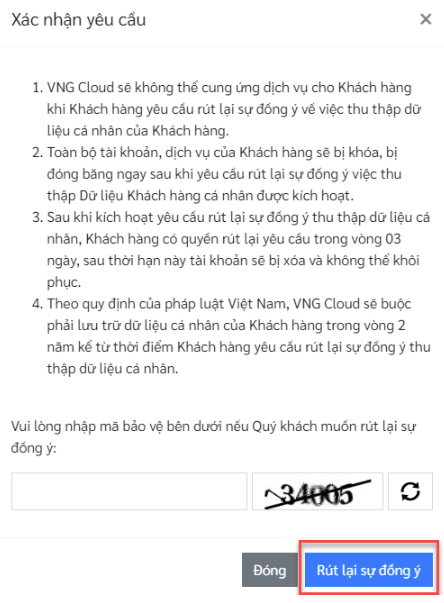 Xác nhận yêu cầu
1. VNG Cloud sẽ không thể cung ứng dịch vụ cho Khách hàng
khi Khách hàng yêu cầu rút lại sự đồng ý về việc thu thập dữ
liệu cá nhân của Khách hàng.
2. Toàn bộ tài khoản, dịch vụ của Khách hàng sẽ bị khóa, bị
đóng băng ngay sau khi yêu cầu rút lại sự đồng ý việc thu
thập Dữ liệu Khách hàng cá nhân được kích hoạt.
3. Sau khi kích hoạt yêu cầu rút lại sự đồng ý thu thập dữ liệu cá
nhân, Khách hàng có quyền rút lại yêu cầu trong vòng 03
ngày, sau thời hạn này tài khoản sẽ bị xóa và không thể khôi
phục.
4. Theo quy định của pháp luật Việt Nam, VNG Cloud sẽ buộc
phải lưu trữ dữ liệu cá nhân của Khách hàng trong vòng 2
năm kể từ thời điểm Khách hàng yêu cầu rút lại sự đồng ý thu
thập dữ liệu cá nhân.
Vui lòng nhập mã bảo vệ bên dưới nếu Quý khách muốn rút lại sự
đồng ý:
34005
Đóng
Rút lại sự đồng ý